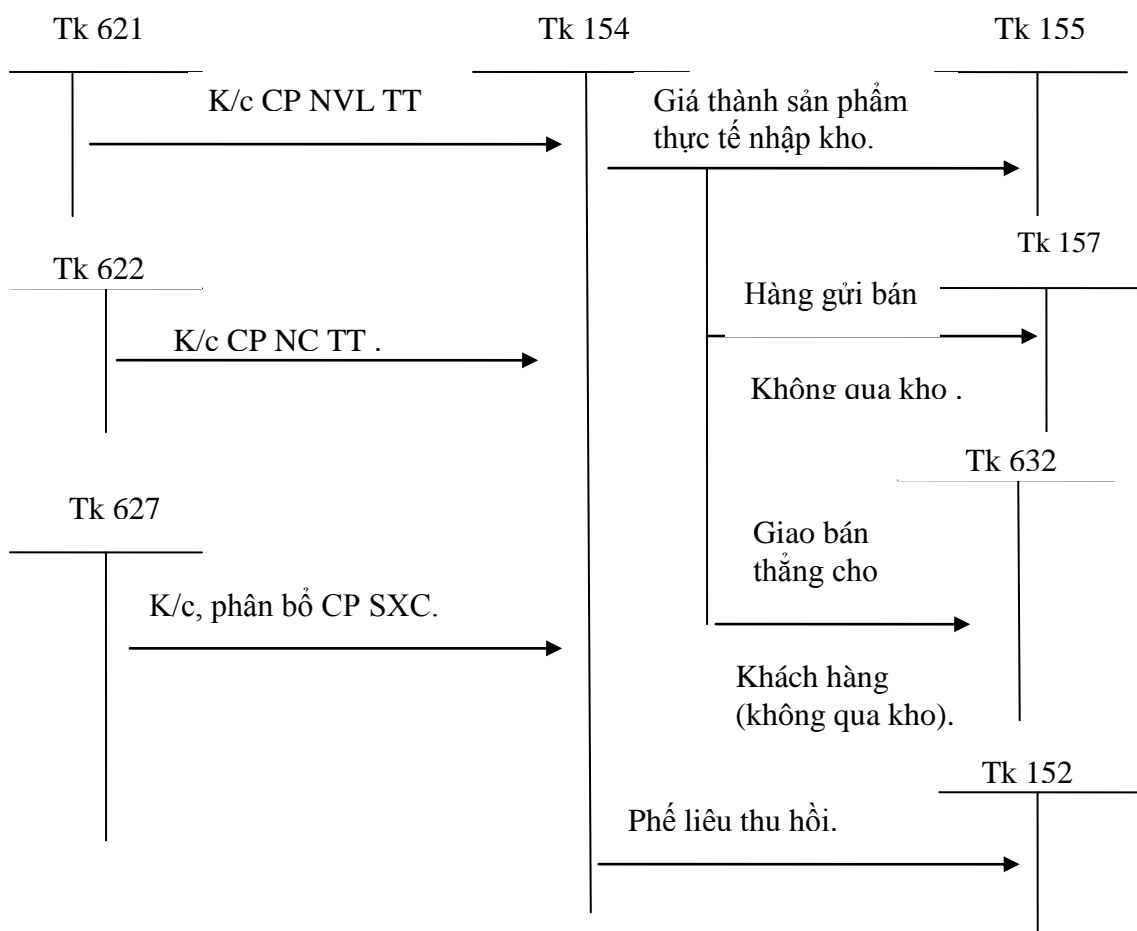 Tk 621
Tk 154
Tk 155
K/c CP NVL TT
Giá thành sản phẩm
thực tế nhập kho.
Tk 157
Tk 622
Hàng gửi bán
K/c CP NC TT .
Không qua kho .
Tk 632
Tk 627
Giao bán
thẳng cho
K/c, phân bổ CP SXC.
Khách hàng
(không qua kho).
Tk 152
Phế liêu thu hồi.